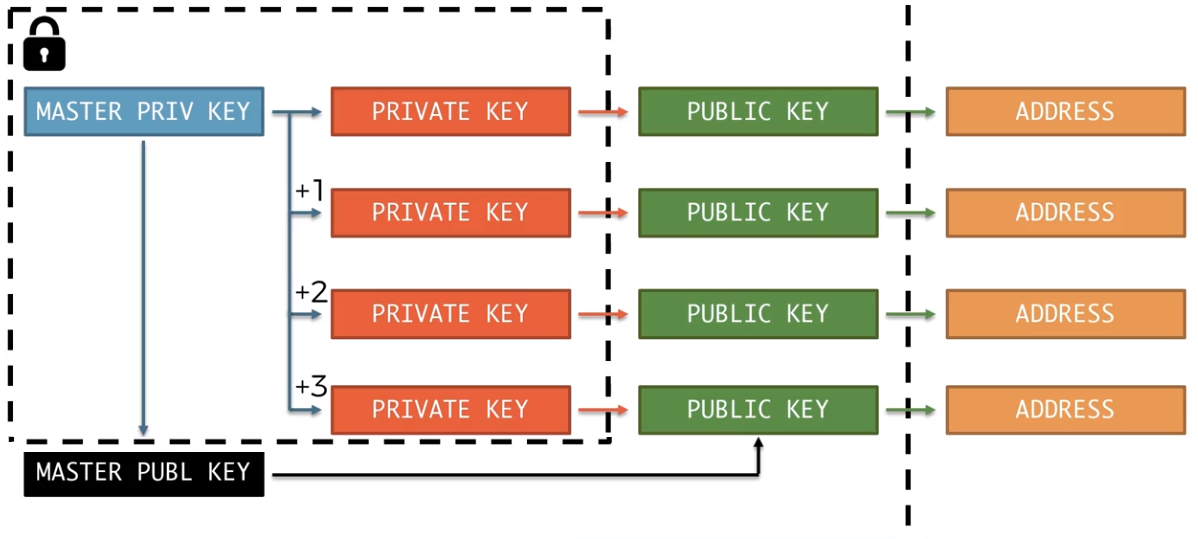 MASTER PRIV KEY PRIVATE KEY PUBLIC KEY ADDRESS
+1
PRIVATE KEY PUBLIC KEY ADDRESS
+2
PRIVATE KEY PUBLIC KEY ADDRESS
+3
PRIVATE KEY PUBLIC KEY ADDRESS
MASTER PUBL KEY